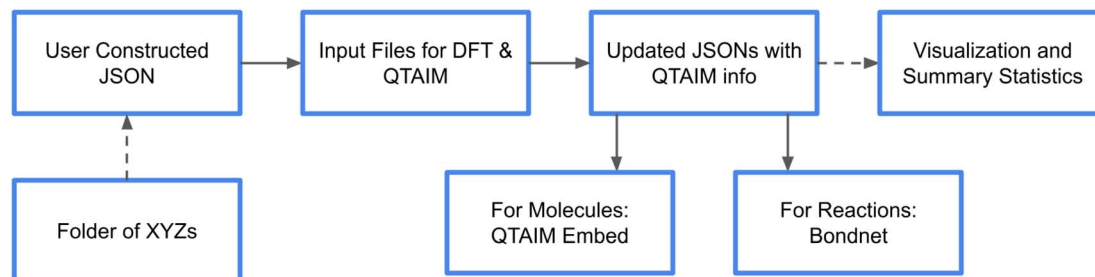 User Constructed
JSON
Input Files for DFT &
QTAIM
Updated JSONs with
QTAIM info
Visualization and
Summary Statistics
Folder of XYZs
For Molecules:
QTAIM Embed
For Reactions:
Bondnet